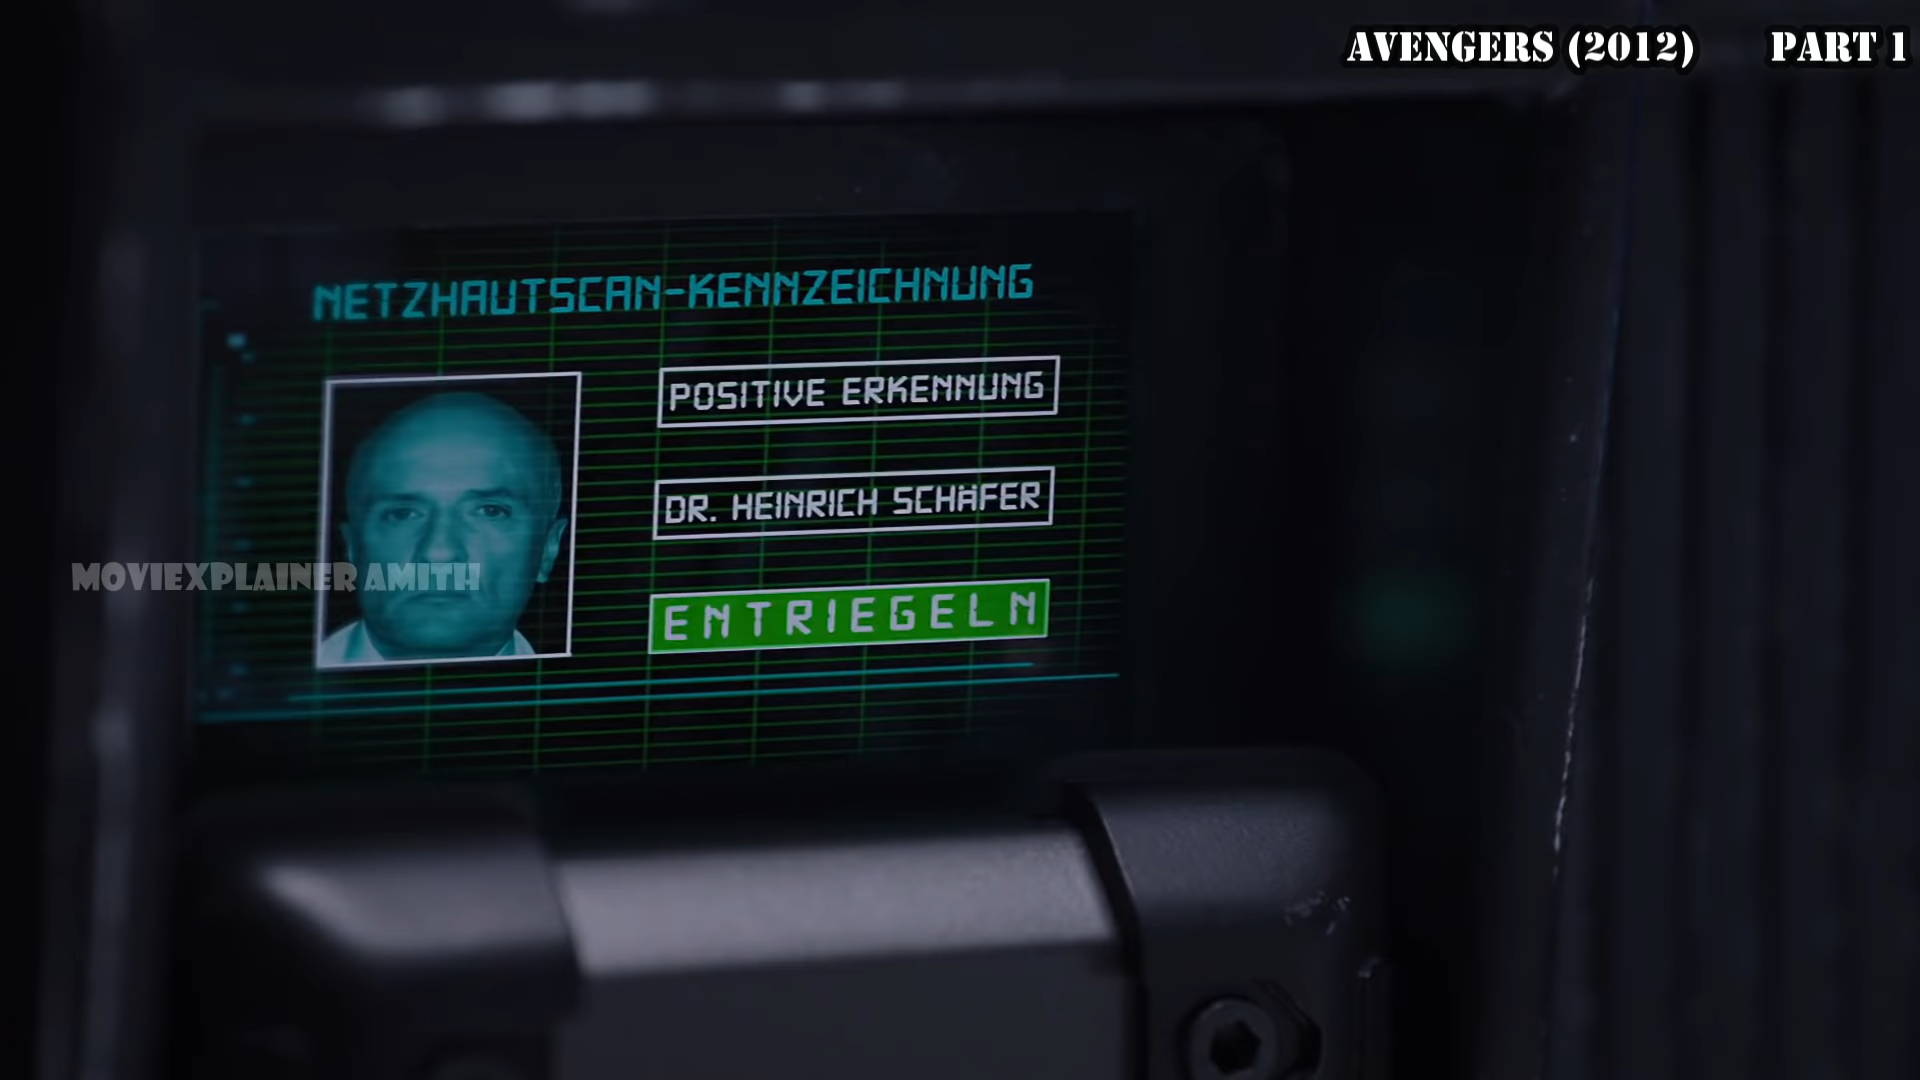 AVENGERS (2012) PART 1
NETZHAUTSCAN-KENNZEICHNUNG
POSITIVE ERKENNUNG
DR. HEINRICH SCHÄFER
MOVIEXPLAINER AMITH
ENTRIEGELN